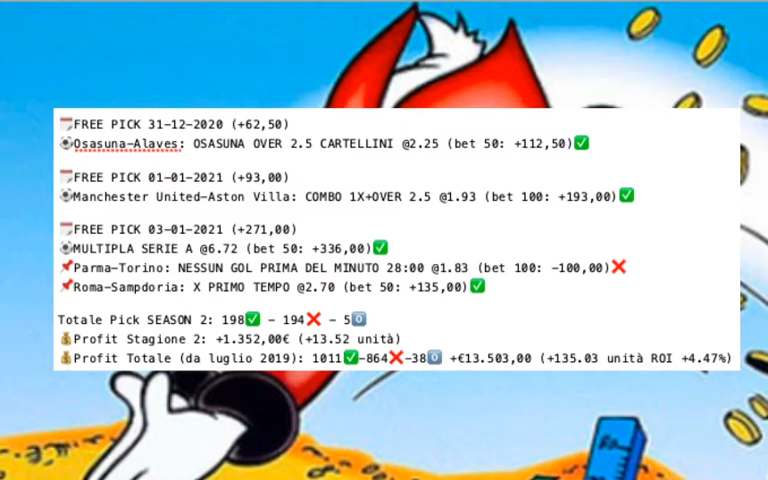 🗓FREE PICK 31-12-2020 (+62,50)
⚽Osasuna-Alaves: OSASUNA OVER 2.5 CARTELLINI @2.25 (bet 50: +112,50)✅
🗓FREE PICK 01-01-2021 (+93,00)
⚽Manchester United-Aston Villa: COMBO 1X+OVER 2.5 @1.93 (bet 100: +193,00)✅
🗓FREE PICK 03-01-2021 (+271,00)
⚽MULTIPLA SERIE A @6.72 (bet 50: +336,00)✅
📌Parma-Torino: NESSUN GOL PRIMA DEL MINUTO 28:00 @1.83 (bet 100: -100,00)❌
📌Roma-Sampdoria: X PRIMO TEMPO @2.70 (bet 50: +135,00)✅
Totale Pick SEASON 2: 198✅ - 194❌ - 50️⃣
💰Profit Stagione 2: +1.352,00€ (+13.52 unità)
💰Profit Totale (da luglio 2019): 1011✅-864❌-380️⃣ +€13.503,00 (+135.03 unità ROI +4.47%)